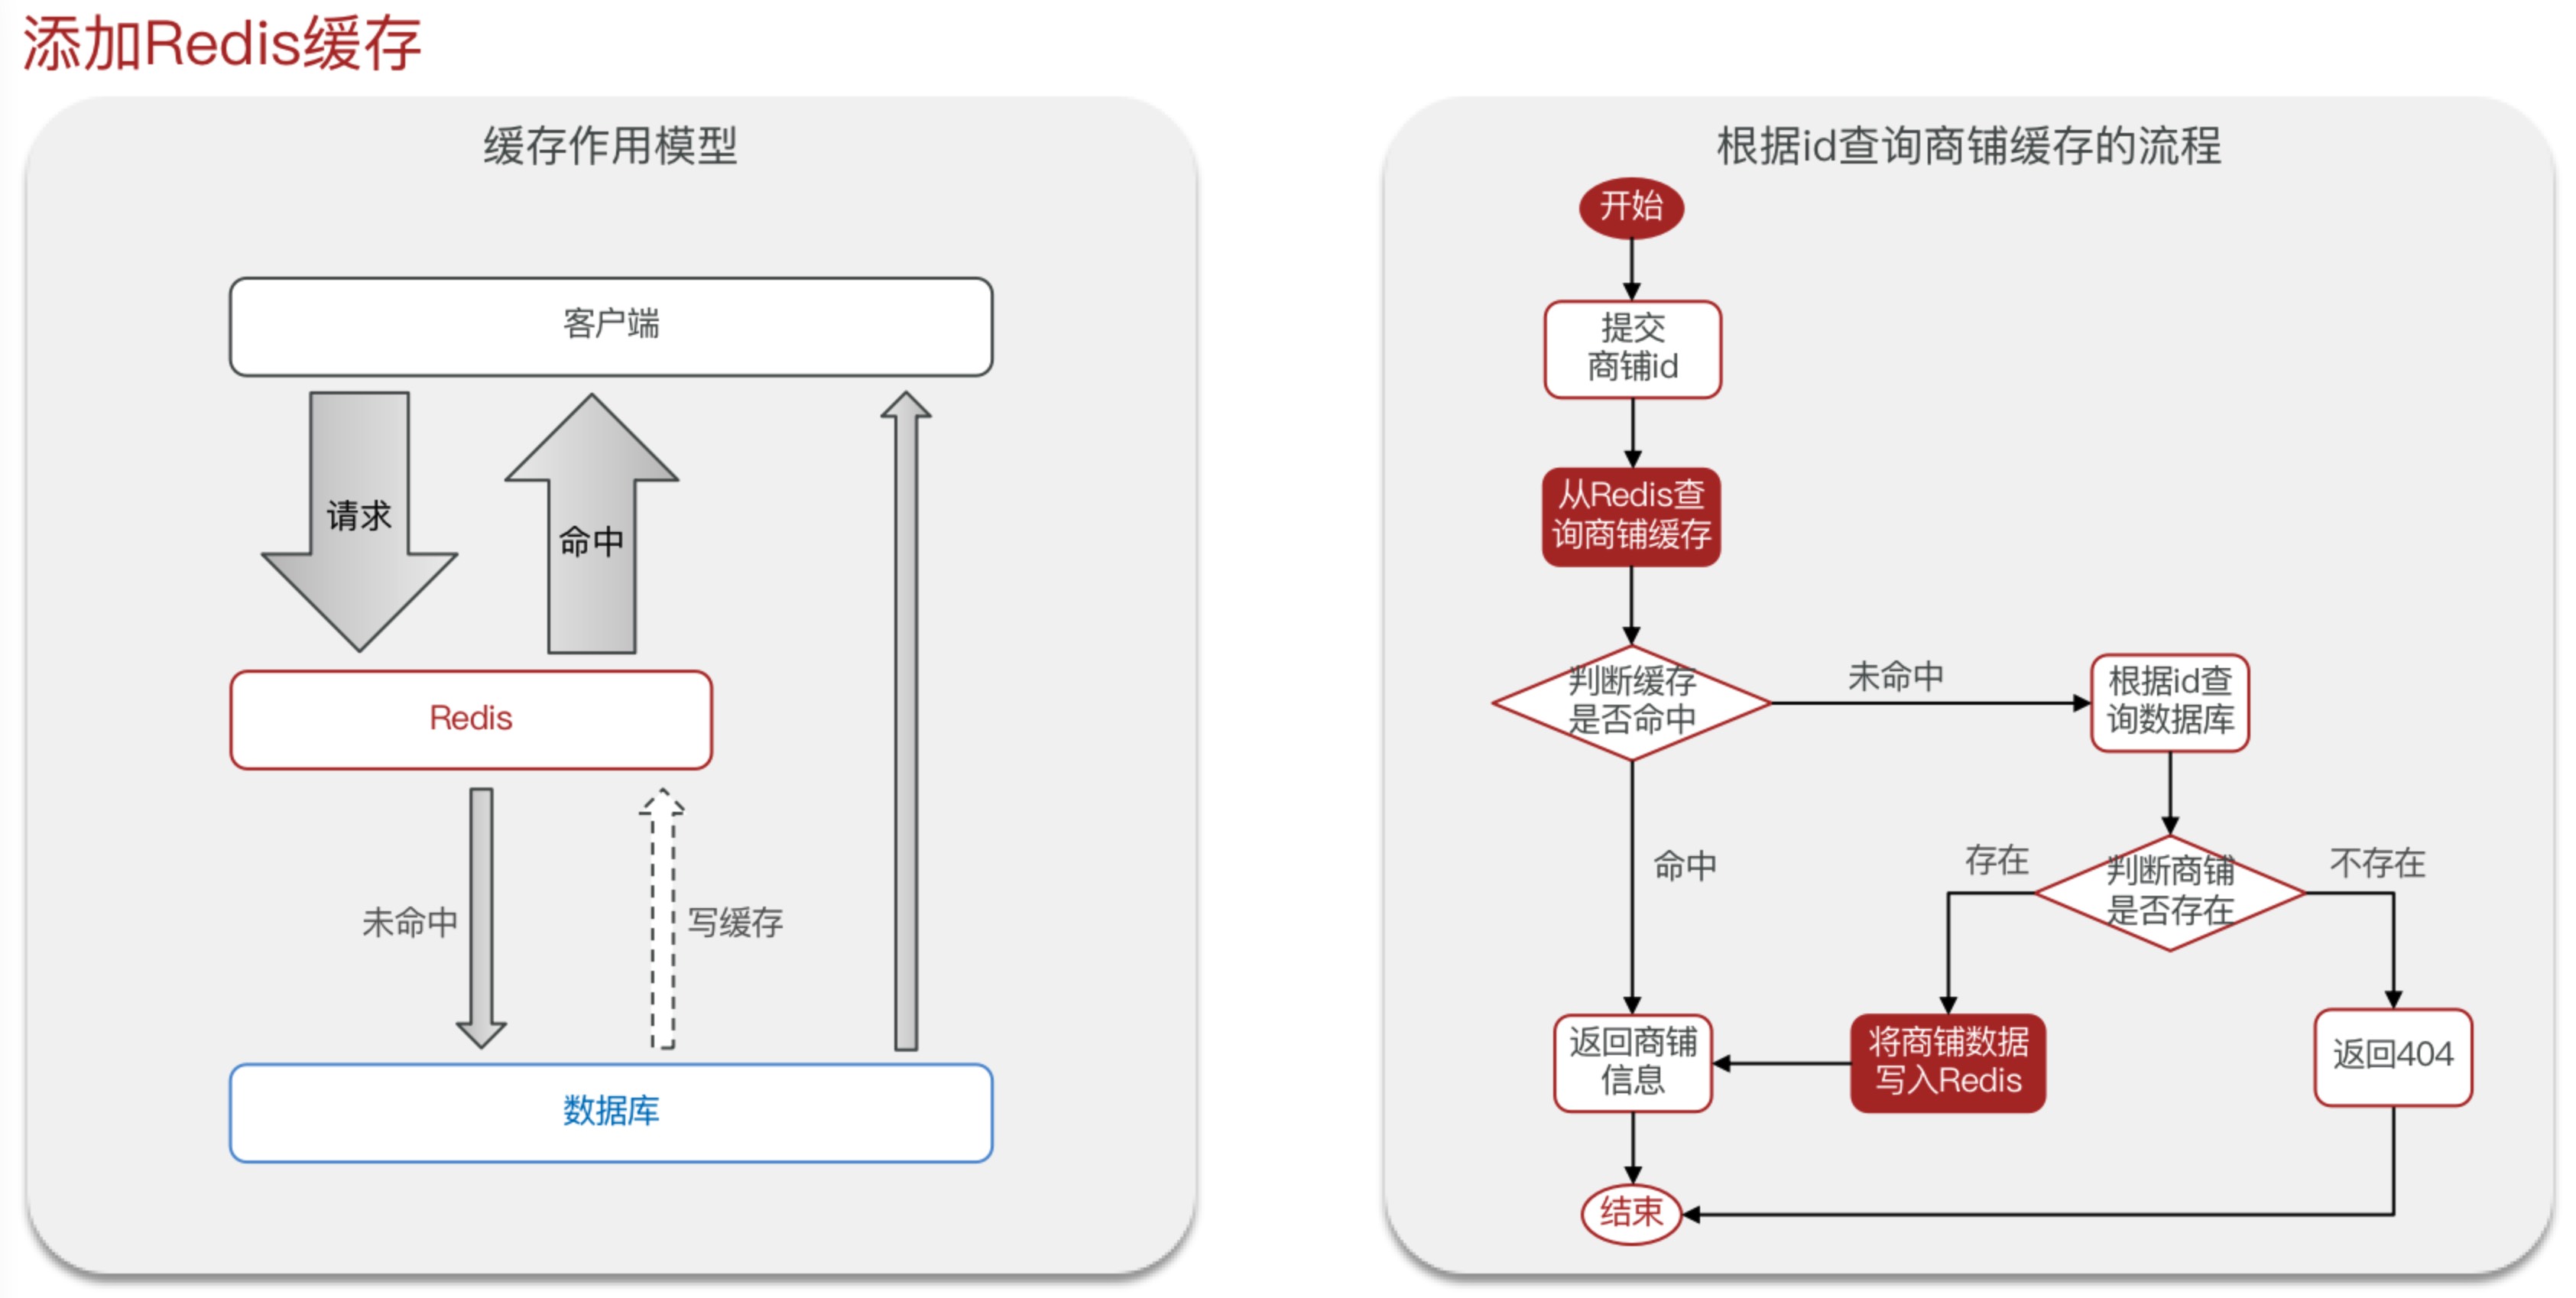 添加Redis缓存
缓存作用模型
客户端
请求
命中
Redis
未命中
写缓存
数据库
根据id查询商铺缓存的流程
开始
提交
商铺id
从Redis查
询商铺缓存
判断缓存
是否命中
未命中
根据id查
询数据库
命中
存在
判断商铺
是否存在
不存在
返回商铺
信息
将商铺数据
写入Redis
返回404
结束